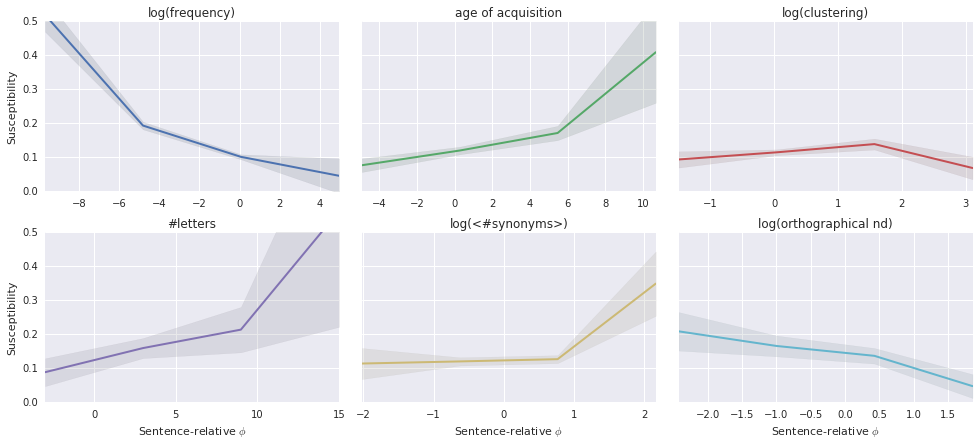 log(frequency) age of acquisition log(clustering)
0.5
0.4
0.3
0.2
0.1
0.0
Susceptibility
−8 −6 −4 −2 0 2 4 −4 −2 0 2 4 6 8 10 −1 0 1 2 3
#letters log(<#synonyms>) log(orthographical nd)
0.5
0.4
0.3
0.2
0.1
0.0
Susceptibility
0 5 10 15 −2 −1 0 1 2 −2.0 −1.5 −1.0 −0.5 0.0 0.5 1.0 1.5
Sentence-relative ϕ Sentence-relative ϕ Sentence-relative ϕ